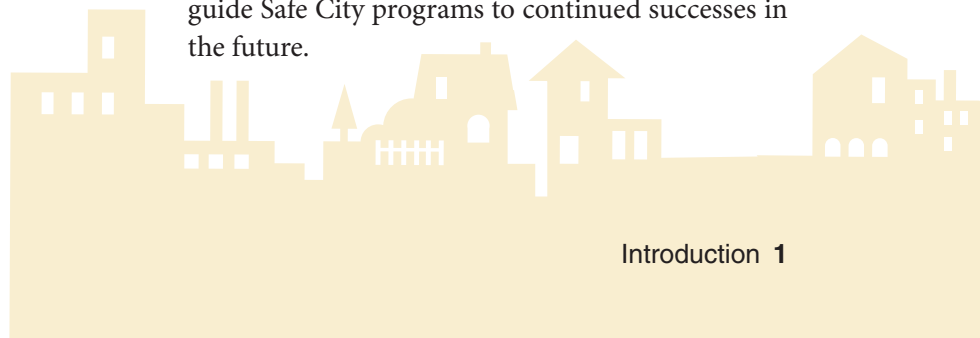 guide Safe City programs to continued successes in
the future.
Introduction 1